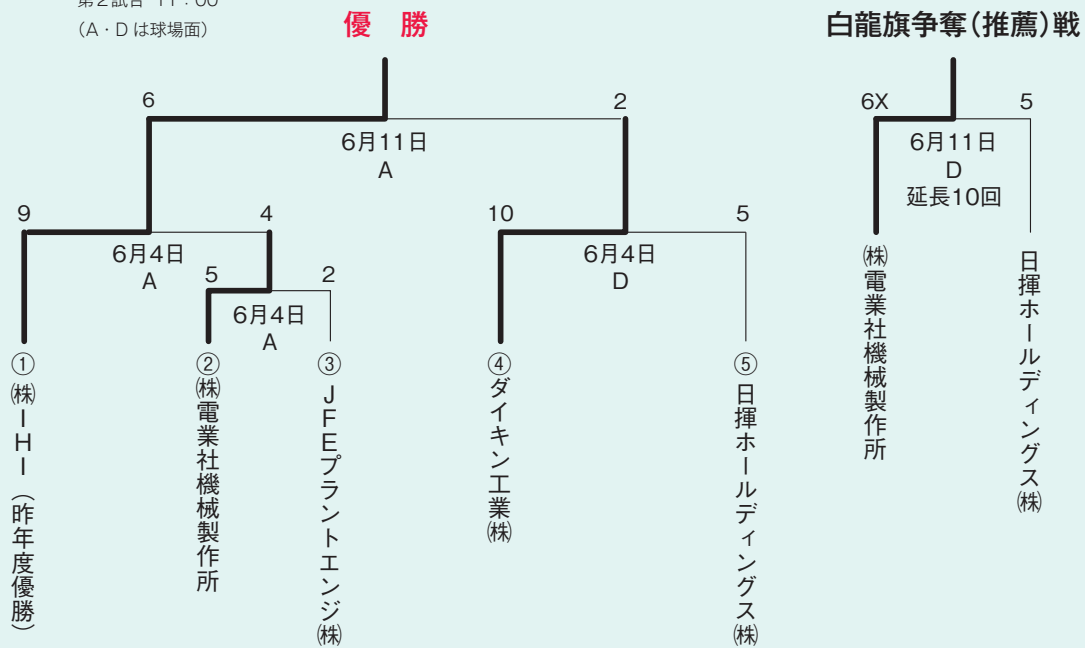 第2試合 11：00
（A・D は球場面）
優　勝
白龍旗争奪（推薦）戦
6
2
6月11日
A
6X
5
6月11日
D
延長10回
9
4
6月4日
A
10
5
6月4日
D
5
2
6月4日
A
① ㈱IHI（昨年度優勝）
② ㈱電業社機械製作所
③ JFEプラントエンジ㈱
④ ダイキン工業㈱
⑤ 日揮ホールディングス㈱
㈱電業社機械製作所
日揮ホールディングス㈱